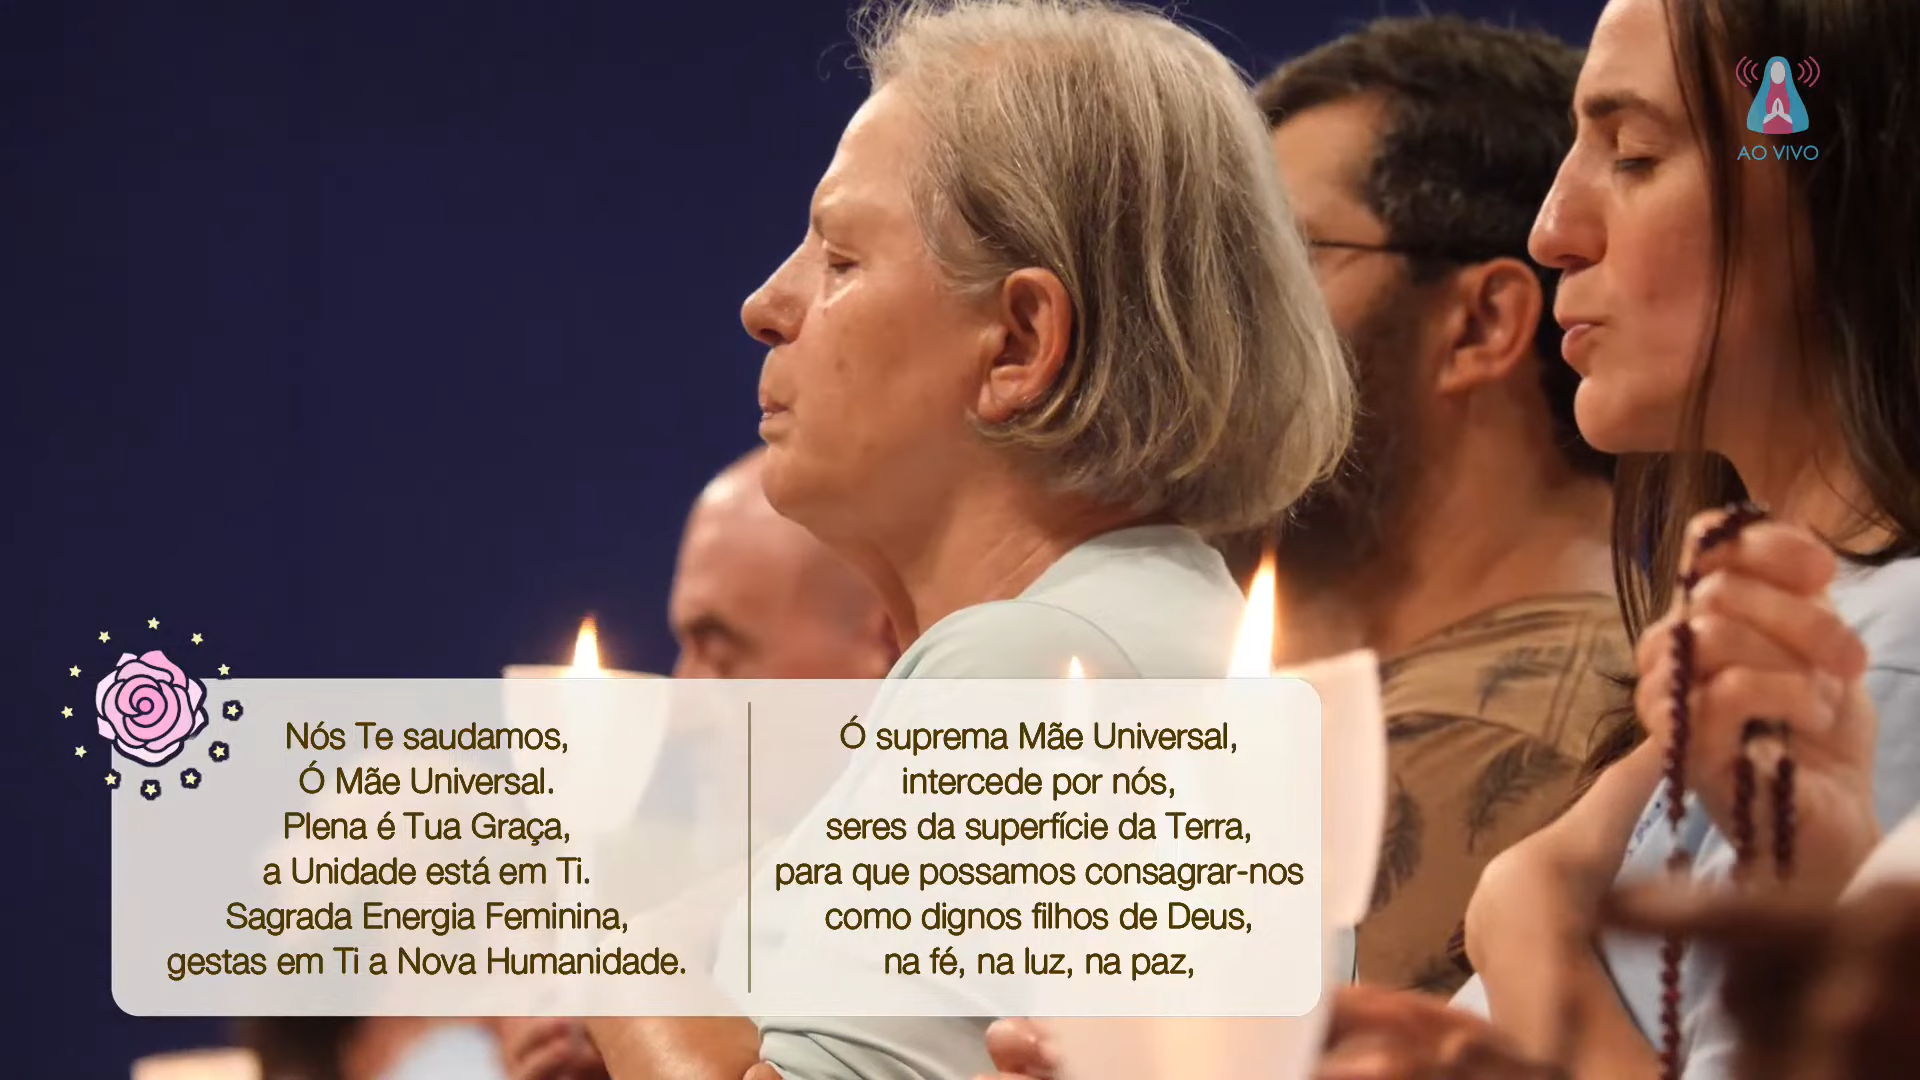 AO VIVO
Nós Te saudamos,
Ó Mãe Universal.
Plena é Tua Graça,
a Unidade está em Ti.
Sagrada Energia Feminina,
gestas em Ti a Nova Humanidade.
Ó suprema Mãe Universal,
intercede por nós,
seres da superfície da Terra,
para que possamos consagrar-nos
como dignos filhos de Deus,
na fé, na luz, na paz,